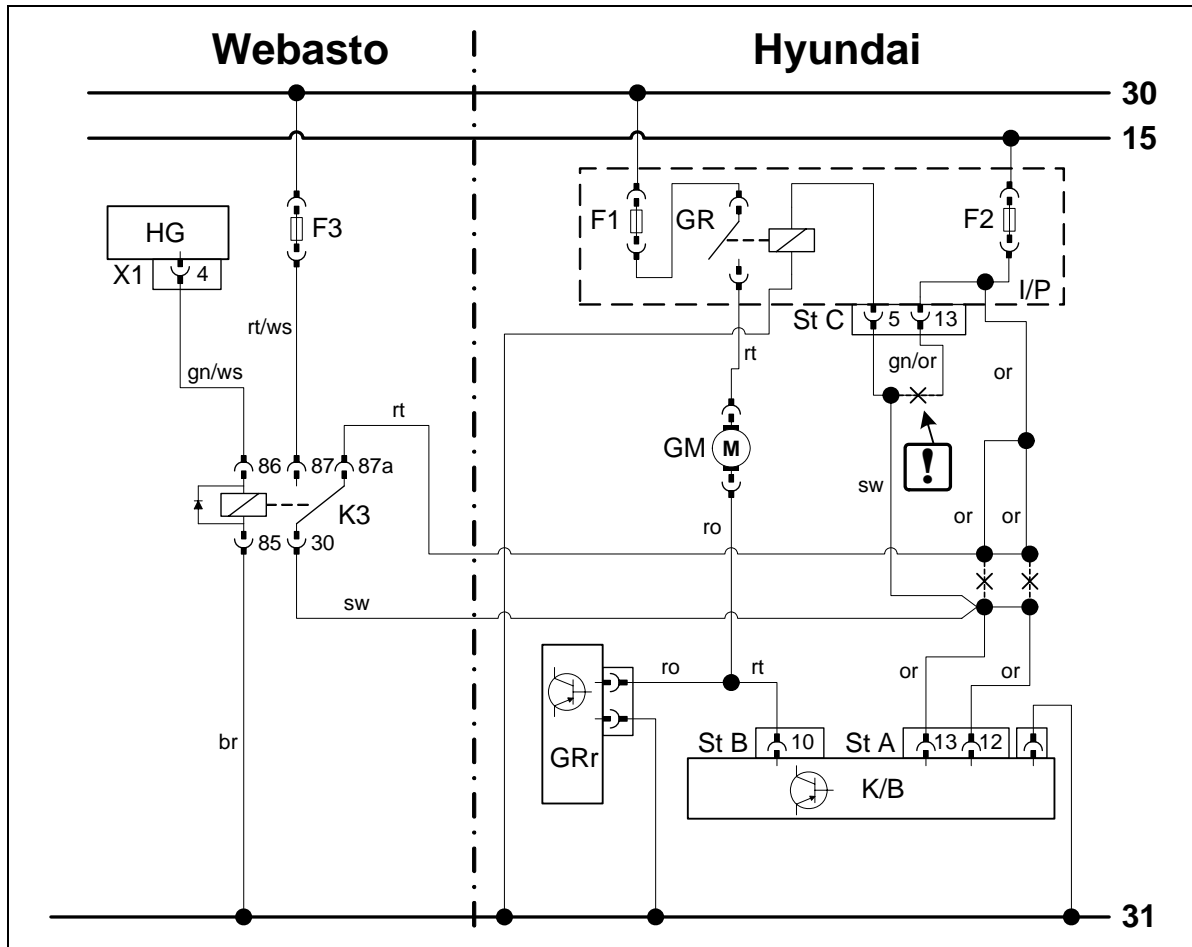 Webasto
Hyundai
30
15
HG
X1
4
F3
F1
GR
F2
I/P
St C
5
13
rt/ws
gn/ws
rt
gn/or
or
rt
GM
M
!
sw
86
87
87a
K3
85
30
ro
or
or
sw
ro
rt
or
or
br
GRr
St B
10
St A
13
12
K/B
31